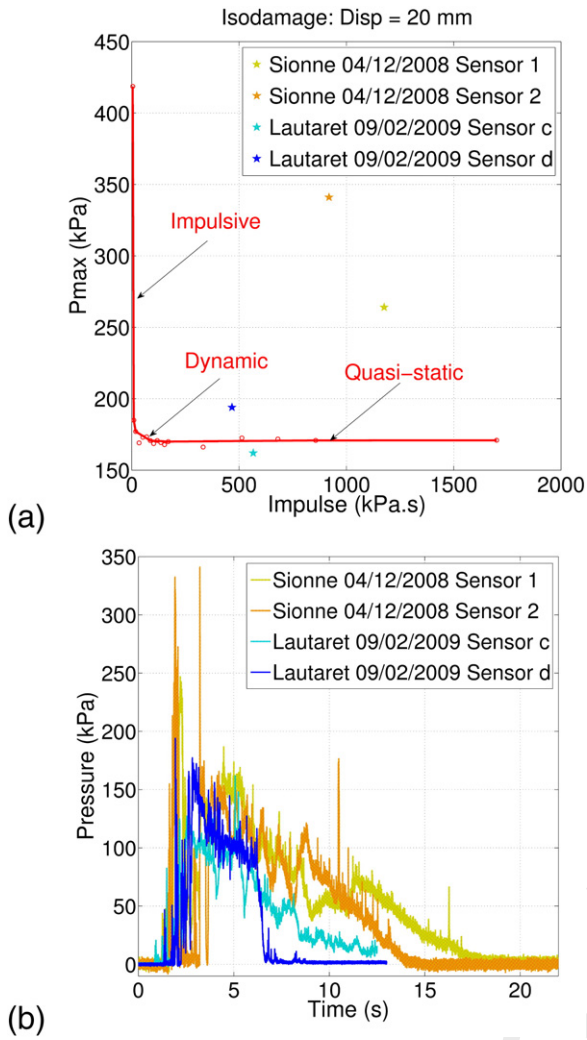 Isodamage: Disp = 20 mm
450
400
350
300
250
200
150
Pmax (kPa)
Sionne 04/12/2008 Sensor 1
Sionne 04/12/2008 Sensor 2
Lautaret 09/02/2009 Sensor c
Lautaret 09/02/2009 Sensor d
Impulsive
Dynamic
Quasi-static
0 500 1000 1500 2000
Impulse (kPa.s)
(a)
350
300
250
200
150
100
50
0
Pressure (kPa)
Sionne 04/12/2008 Sensor 1
Sionne 04/12/2008 Sensor 2
Lautaret 09/02/2009 Sensor c
Lautaret 09/02/2009 Sensor d
0 5 10 15 20
Time (s)
(b)